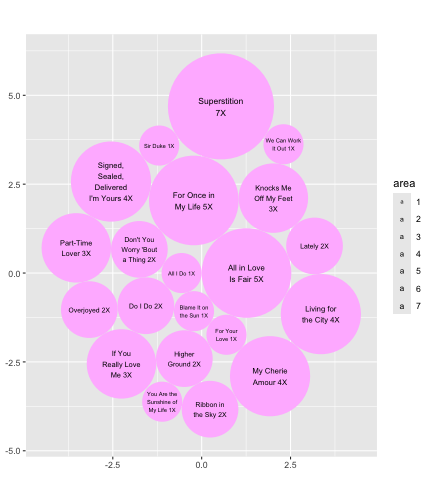 Superstition
7X
We Can Work
It Out 1X
Sir Duke 1X
Signed,
Sealed,
Delivered
I'm Yours 4X
For Once in
My Life 5X
Knocks Me
Off My Feet
3X
Part-Time
Lover 3X
Don't You
Worry 'Bout
a Thing 2X
Lately 2X
All I Do 1X
All in Love
Is Fair 5X
Overjoyed 2X
Do I Do 2X
Blame It on
the Sun 1X
Living for
the City 4X
For Your
Love 1X
If You
Really Love
Me 3X
Higher
Ground 2X
My Cherie
Amour 4X
You Are the
Sunshine of
My Life 1X
Ribbon in
the Sky 2X
5.0
2.5
0.0
-2.5
-5.0
-2.5
0.0
2.5
area
a 1
a 2
a 3
a 4
a 5
a 6
a 7